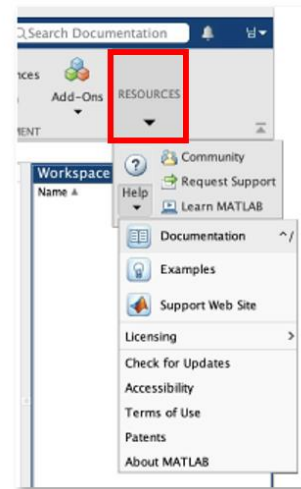 Search Documentation 님
nces
Add-Ons
RESOURCES
MENT
Workspace
Name
Help
Community
Request Support
Learn MATLAB
Documentation ^/
Examples
Support Web Site
Licensing
Check for Updates
Accessibility
Terms of Use
Patents
About MATLAB